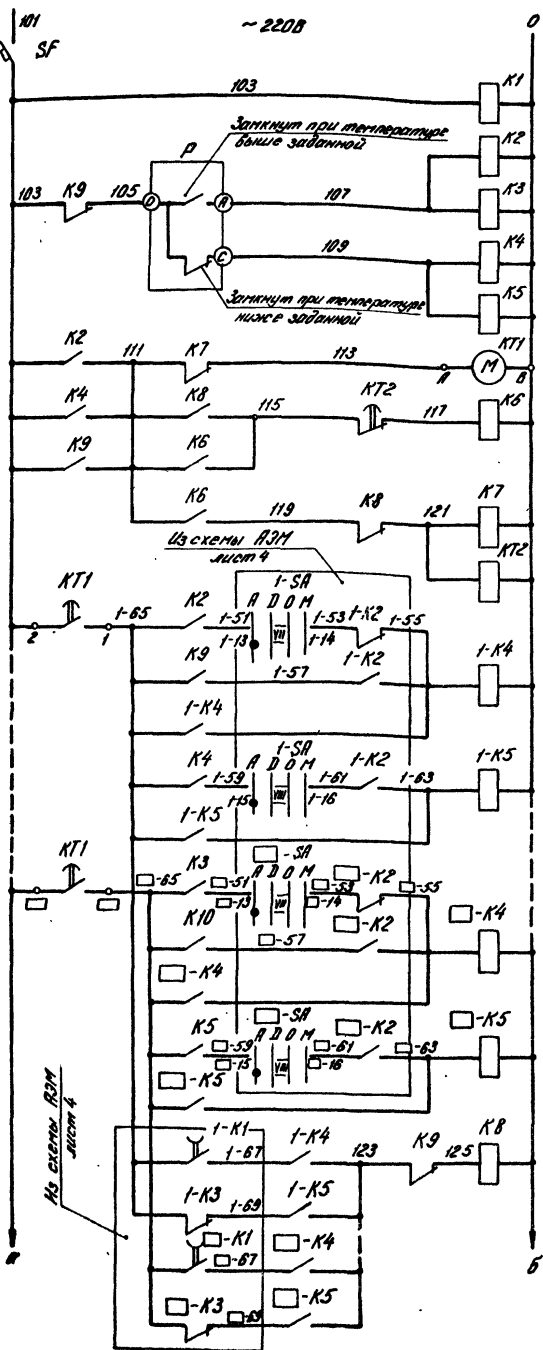 101
~220В
0
SF
103
К1
Замкнут при температуре
выше заданной
Р
К2
103
К9
105
D
А
107
К3
109
К4
С
К5
Замкнут при температуре
ниже заданной
К2
111
К7
113
А
М
В
КТ1
К4
К8
115
КТ2
117
К6
К9
К6
К6
119
К8
121
К7
Из схемы АЭМ
лист 4
КТ2
КТ1
2
1
1-65
К2
1-51
1-13
1-SA
А D О М
VII
1-53
1-14
1-К2
1-55
К9
1-57
1-К2
1-К4
1-К4
К4
1-59
1-15
1-SA
А D О М
VIII
1-61
1-16
1-К2
1-63
1-К5
1-К5
КТ1
-65
К3
-51
-13
-SA
А D О М
VII
-53
-14
-К2
-55
К10
-57
-К2
-К4
-К4
К5
-59
-15
-SA
А D О М
VIII
-61
-16
-К2
-63
-К5
-К5
Из схемы АЭМ
лист 4
1-К1
1-67
1-К4
123
К9
125
К8
1-К3
1-69
1-К5
-К1
-67
-К4
-К3
-69
-К5
б